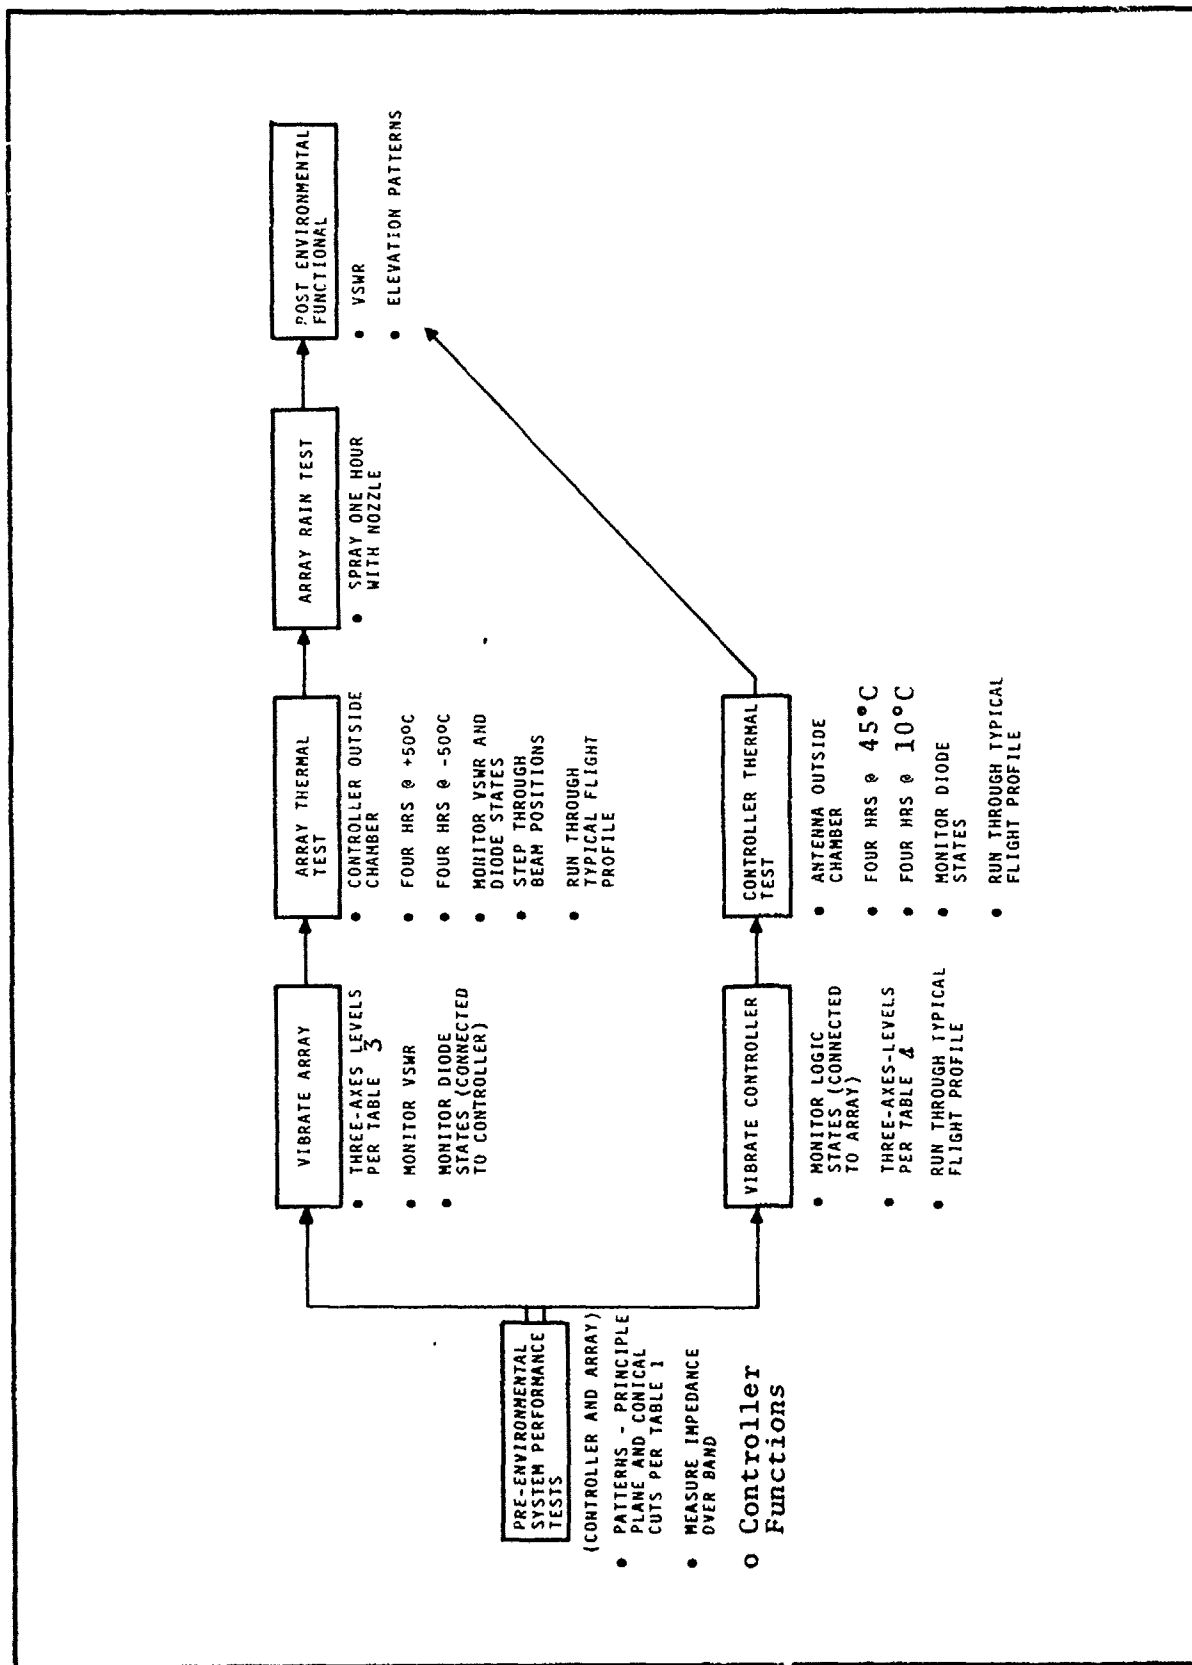 PRE-ENVIRONMENTAL
SYSTEM PERFORMANCE
TESTS
(CONTROLLER AND ARRAY)
• PATTERNS - PRINCIPLE
PLANE AND CONICAL
CUTS PER TABLE 1
• MEASURE IMPEDANCE
OVER BAND
o Controller
Functions
VIBRATE ARRAY
• THREE-AXES LEVELS
PER TABLE 3
• MONITOR VSWR
• MONITOR DIODE
STATES (CONNECTED
TO CONTROLLER)
ARRAY THERMAL
TEST
• CONTROLLER OUTSIDE
CHAMBER
• FOUR HRS @ +50°C
• FOUR HRS @ -50°C
• MONITOR VSWR AND
DIODE STATES
• STEP THROUGH
BEAM POSITIONS
• RUN THROUGH
TYPICAL FLIGHT
PROFILE
ARRAY RAIN TEST
• SPRAY ONE HOUR
WITH NOZZLE
POST ENVIRONMENTAL
FUNCTIONAL
• VSWR
• ELEVATION PATTERNS
VIBRATE CONTROLLER
• MONITOR LOGIC
STATES (CONNECTED
TO ARRAY)
• THREE-AXES-LEVELS
PER TABLE 4
• RUN THROUGH TYPICAL
FLIGHT PROFILE
CONTROLLER THERMAL
TEST
• ANTENNA OUTSIDE
CHAMBER
• FOUR HRS @ 45°C
• FOUR HRS @ 10°C
• MONITOR DIODE
STATES
• RUN THROUGH TYPICAL
FLIGHT PROFILE